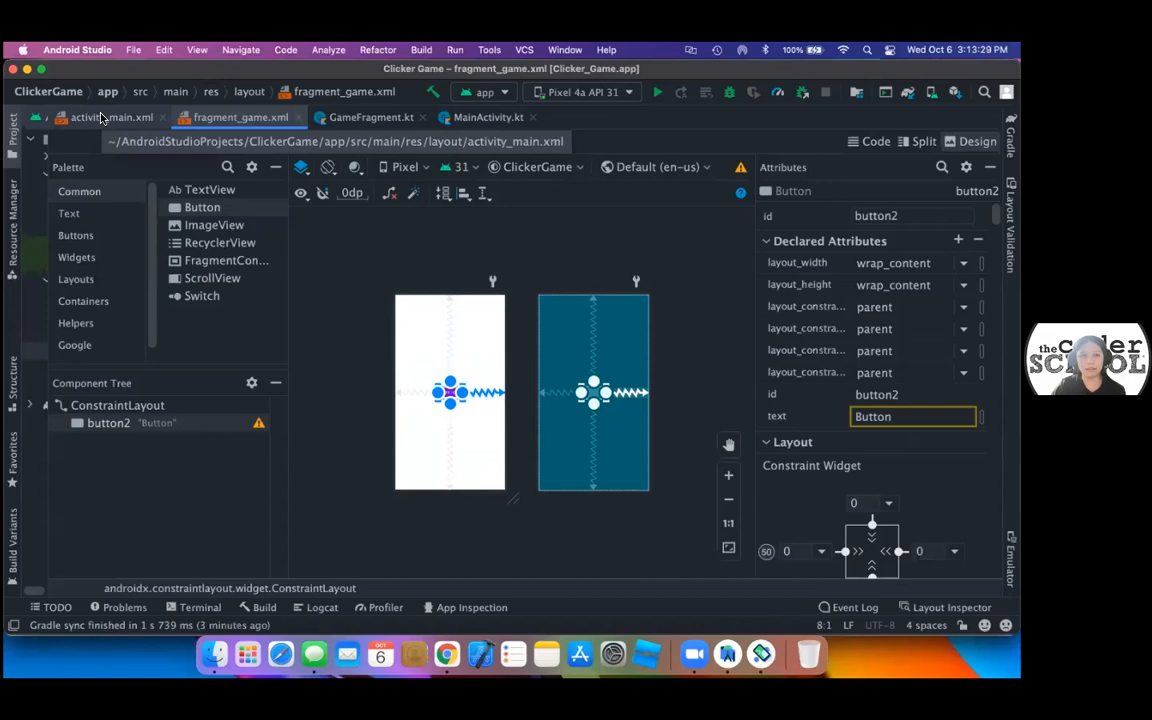 Android Studio File Edit View Navigate Code Analyze Refactor Build Run Tools VCS Window Help 100% Wed Oct 6 3:13:29 PM
Clicker Game – fragment_game.xml [Clicker_Game.app]
ClickerGame app src main res layout fragment_game.xml app Pixel 4a API 31
activity_main.xml fragment_game.xml GameFragment.kt MainActivity.kt
~/AndroidStudioProjects/ClickerGame/app/src/main/res/layout/activity_main.xml
Code Split Design
Project
Resource Manager
Structure
Favorites
Build Variants
Palette
Common
Text
Buttons
Widgets
Layouts
Containers
Helpers
Google
Ab TextView
Button
ImageView
RecyclerView
FragmentCon...
ScrollView
Switch
Component Tree
ConstraintLayout
button2 "Button"
Pixel 31 ClickerGame Default (en-us)
0dp
1:1
Attributes
Button button2
id button2
Declared Attributes
layout_width wrap_content
layout_height wrap_content
layout_constra... parent
layout_constra... parent
layout_constra... parent
layout_constra... parent
id button2
text Button
Layout
Constraint Widget
0
50 0 0
Gradle
Layout Validation
Emulator
androidx.constraintlayout.widget.ConstraintLayout
TODO Problems Terminal Build Logcat Profiler App Inspection Event Log Layout Inspector
Gradle sync finished in 1 s 739 ms (3 minutes ago) 8:1 LF UTF-8 4 spaces
OCT
6
the coder
SCHOOL